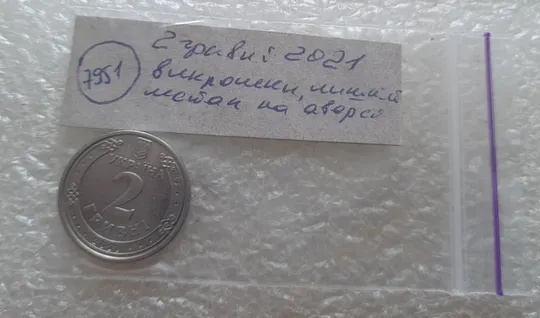 2 гривні 2021
7951
викрошки, лишній
метал на аверсі
УКРАЇНА
2
ГРИВНІ